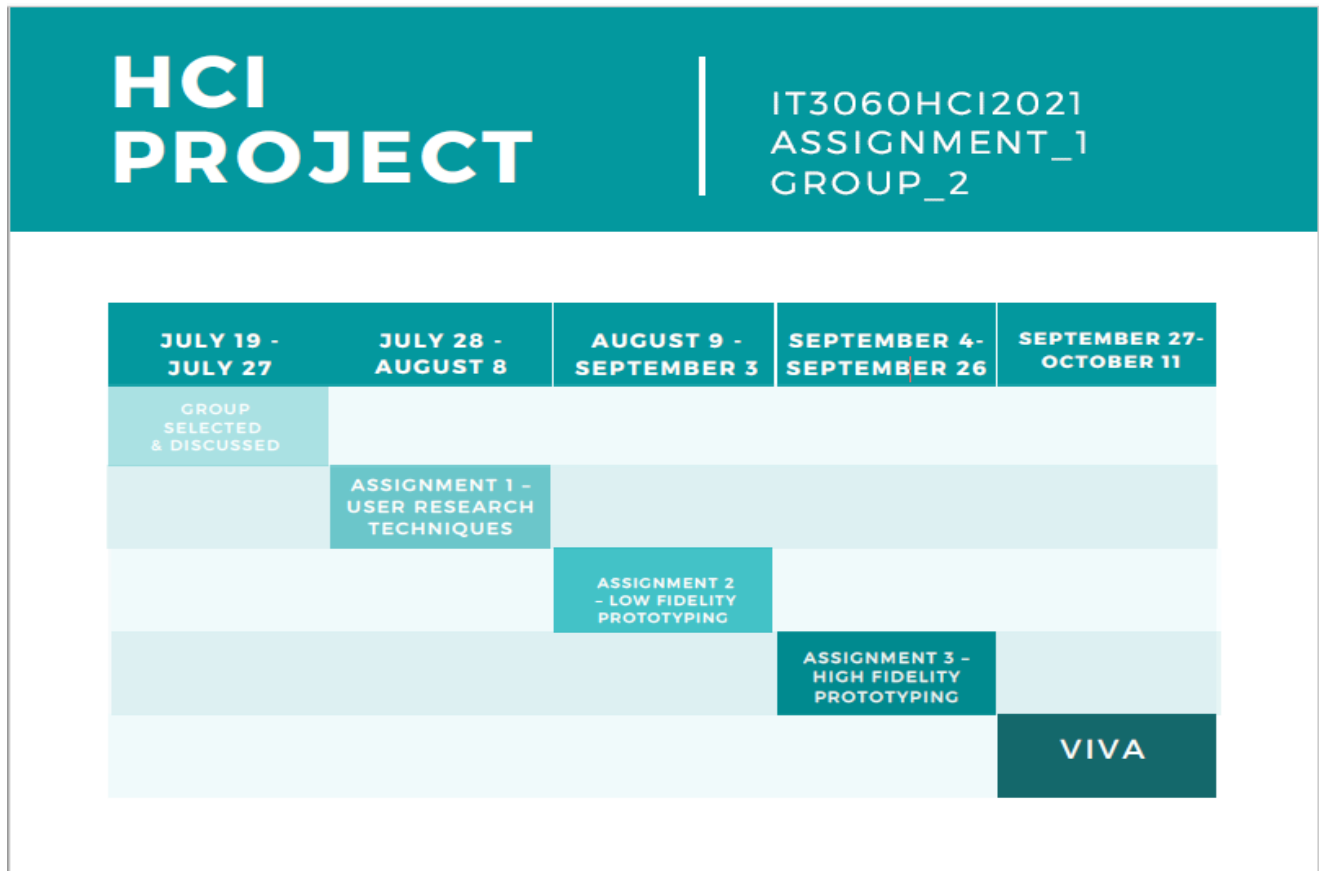 HCI
PROJECT
IT3060HCI2021
ASSIGNMENT_1
GROUP_2
JULY 19 -
JULY 27
JULY 28 -
AUGUST 8
AUGUST 9 -
SEPTEMBER 3
SEPTEMBER 4-
SEPTEMBER 26
SEPTEMBER 27-
OCTOBER 11
GROUP
SELECTED
& DISCUSSED
ASSIGNMENT 1 –
USER RESEARCH
TECHNIQUES
ASSIGNMENT 2
– LOW FIDELITY
PROTOTYPING
ASSIGNMENT 3 –
HIGH FIDELITY
PROTOTYPING
VIVA